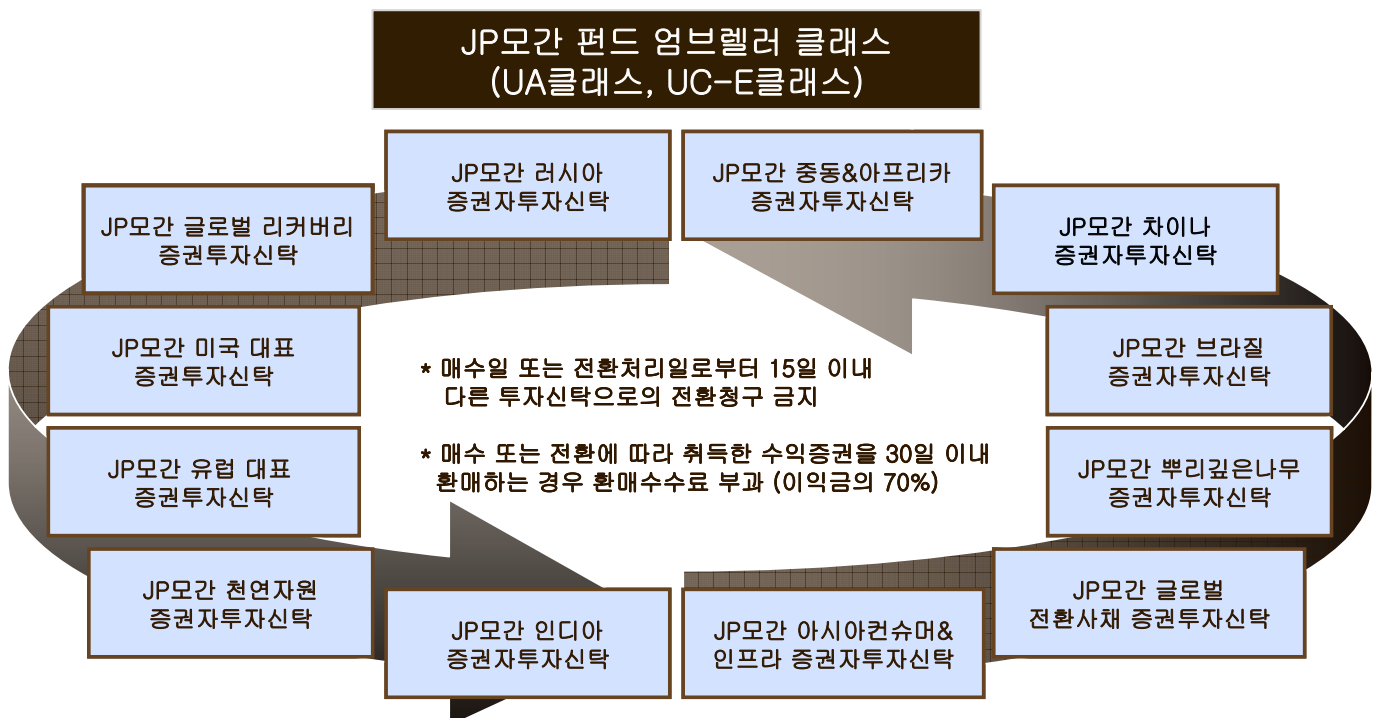 JP모간 펀드 엄브렐러 클래스
(UA클래스, UC-E클래스)
JP모간 러시아
증권자투자신탁
JP모간 중동&아프리카
증권자투자신탁
JP모간 글로벌 리커버리
증권투자신탁
JP모간 차이나
증권자투자신탁
JP모간 미국 대표
증권투자신탁
JP모간 브라질
증권자투자신탁
* 매수일 또는 전환처리일로부터 15일 이내
다른 투자신탁으로의 전환청구 금지
* 매수 또는 전환에 따라 취득한 수익증권을 30일 이내
환매하는 경우 환매수수료 부과 (이익금의 70%)
JP모간 유럽 대표
증권투자신탁
JP모간 뿌리깊은나무
증권자투자신탁
JP모간 천연자원
증권자투자신탁
JP모간 글로벌
전환사채 증권투자신탁
JP모간 인디아
증권자투자신탁
JP모간 아시아컨슈머&
인프라 증권자투자신탁